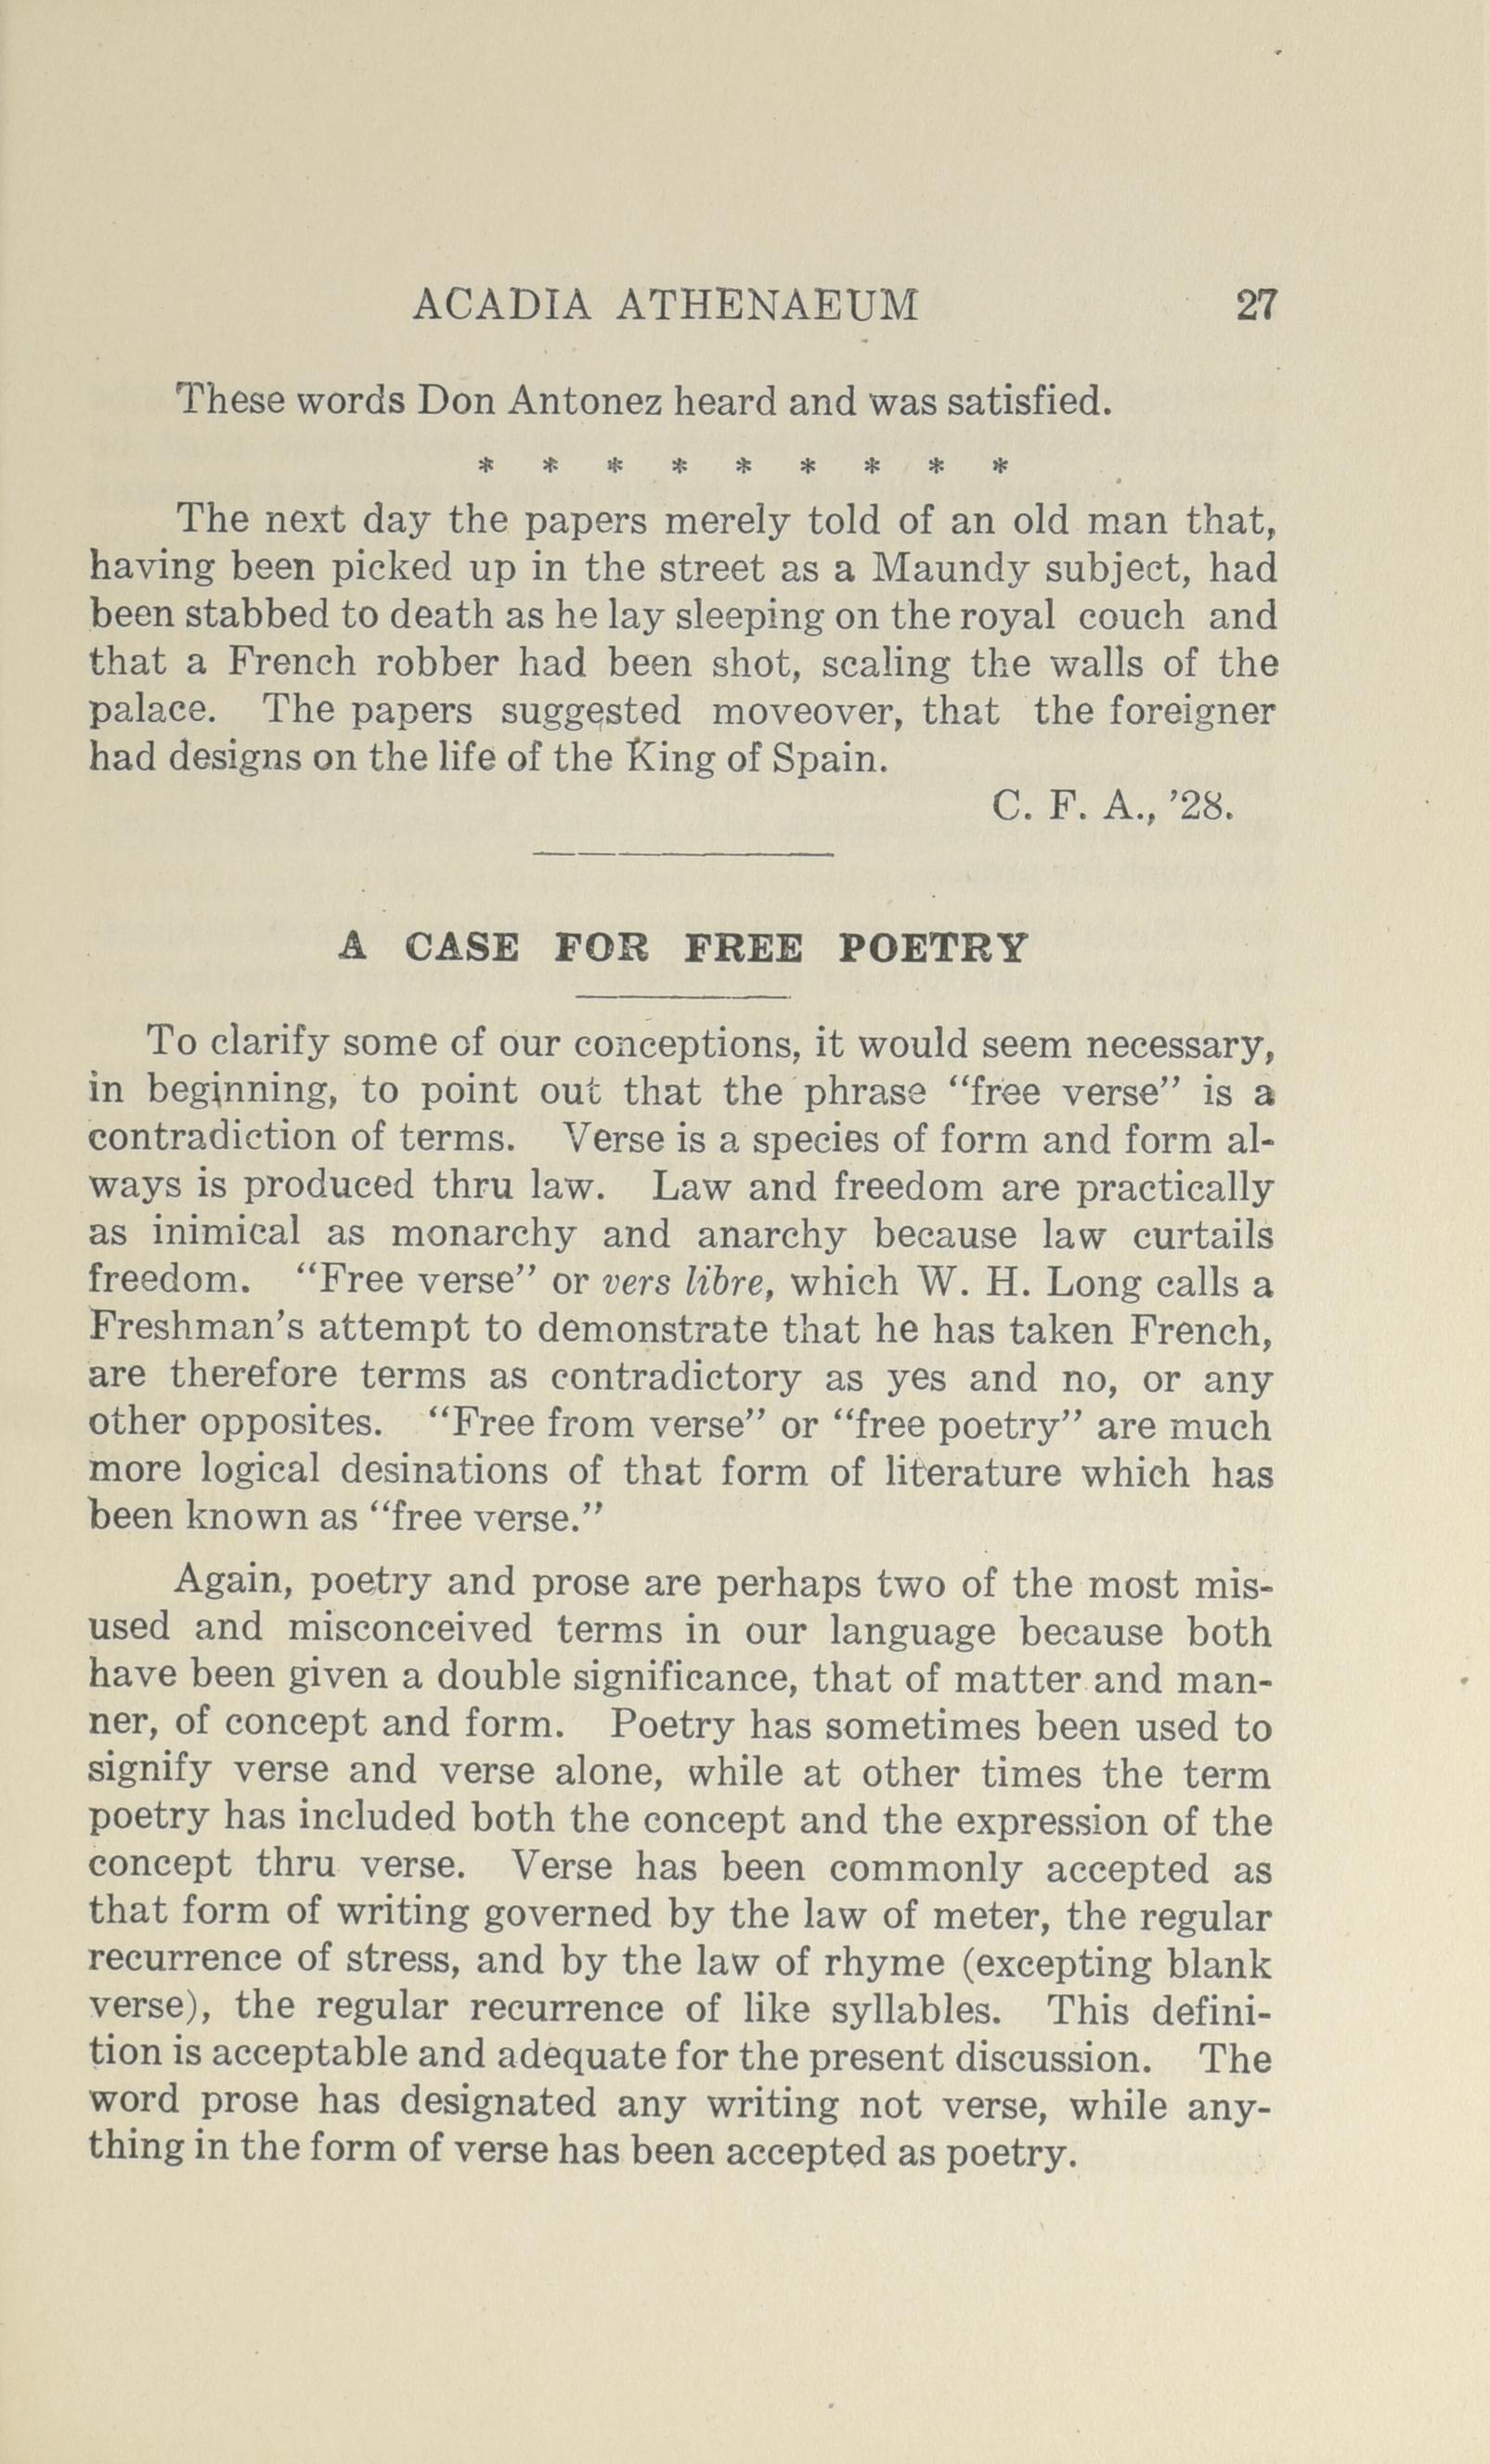 ACADIA ATHENAEUM 27
These words Don Antonez heard and was satisfied.
* * * * * * * * *
The next day the papers merely told of an old man that,
having been picked up in the street as a Maundy subject, had
been stabbed to death as he lay sleeping on the royal couch and
that a French robber had been shot, scaling the walls of the
palace. The papers suggested moveover, that the foreigner
had designs on the life of the King of Spain.
C. F. A., '28.
A CASE FOR FREE POETRY
To clarify some of our conceptions, it would seem necessary,
in beginning, to point out that the phrase "free verse" is a
contradiction of terms. Verse is a species of form and form al-
ways is produced thru law. Law and freedom are practically
as inimical as monarchy and anarchy because law curtails
freedom. "Free verse" or vers libre, which W. H. Long calls a
Freshman's attempt to demonstrate that he has taken French,
are therefore terms as contradictory as yes and no, or any
other opposites. "Free from verse" or "free poetry" are much
more logical desinations of that form of literature which has
been known as "free verse."
Again, poetry and prose are perhaps two of the most mis-
used and misconceived terms in our language because both
have been given a double significance, that of matter and man-
ner, of concept and form. Poetry has sometimes been used to
signify verse and verse alone, while at other times the term
poetry has included both the concept and the expression of the
concept thru verse. Verse has been commonly accepted as
that form of writing governed by the law of meter, the regular
recurrence of stress, and by the law of rhyme (excepting blank
verse), the regular recurrence of like syllables. This defini-
tion is acceptable and adequate for the present discussion. The
word prose has designated any writing not verse, while any-
thing in the form of verse has been accepted as poetry.